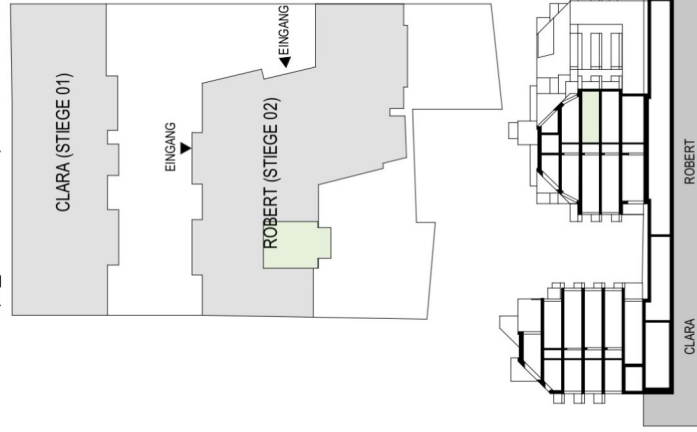 CLARA (STIEGE 01)
EINGANG
ROBERT (STIEGE 02)
EINGANG
ROBERT
CLARA